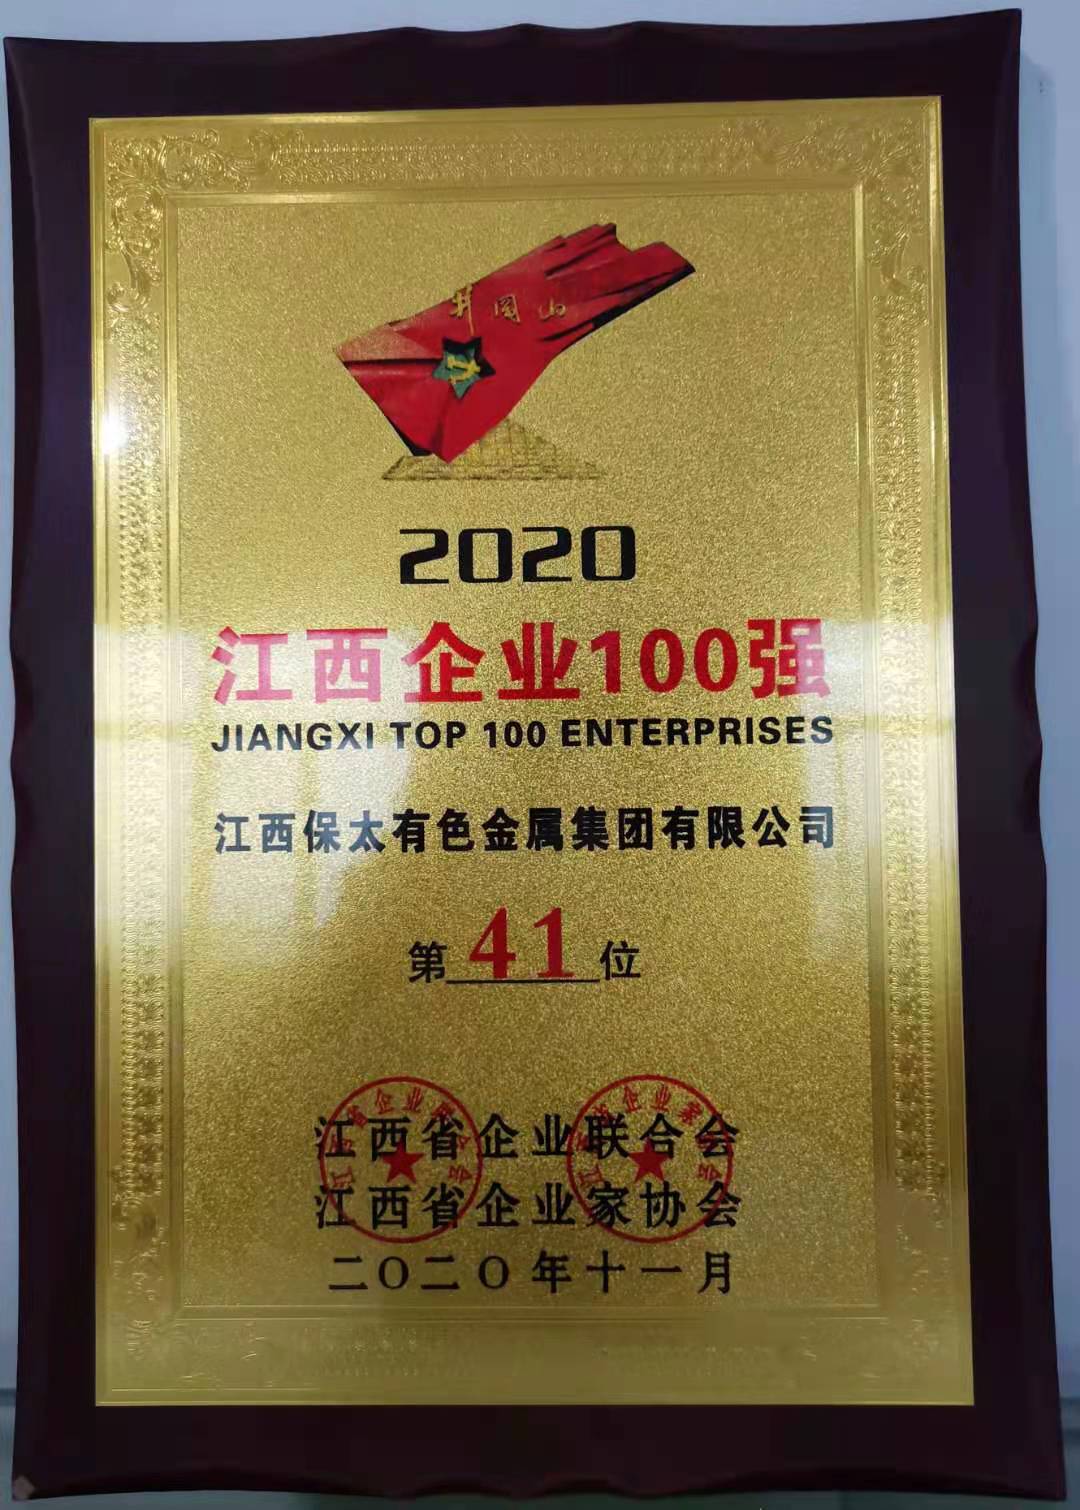 井冈山
2020
江西企业100强
JIANGXI TOP 100 ENTERPRISES
江西保太有色金属集团有限公司
第41位
江西省企业联合会
江西省企业家协会
二〇二〇年十一月